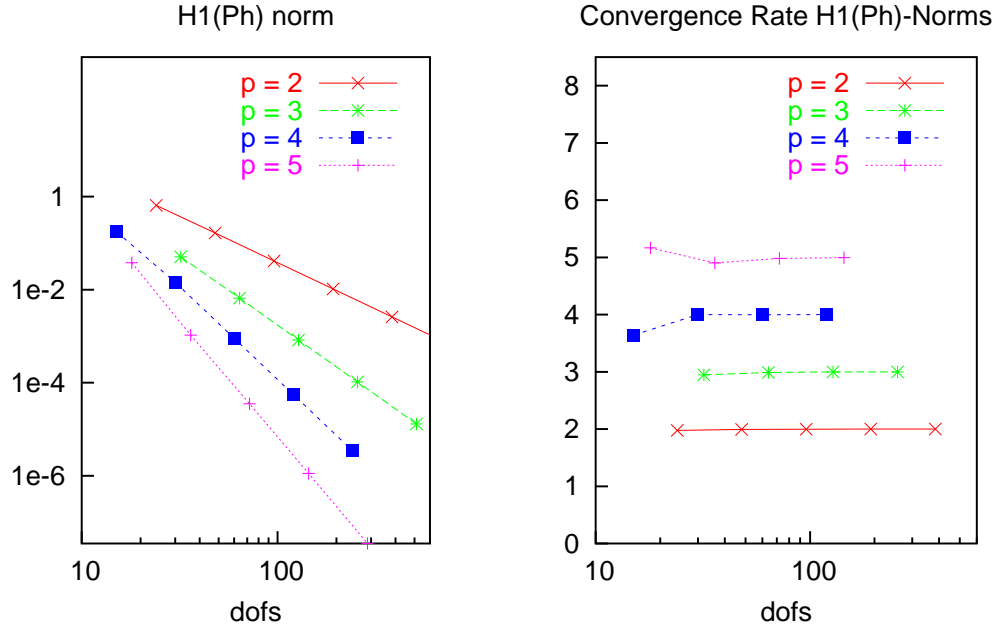 H1(Ph) norm
p = 2
p = 3
p = 4
p = 5
1
1e-2
1e-4
1e-6
10
100
dofs
Convergence Rate H1(Ph)-Norms
p = 2
p = 3
p = 4
p = 5
8
7
6
5
4
3
2
1
0
10
100
dofs